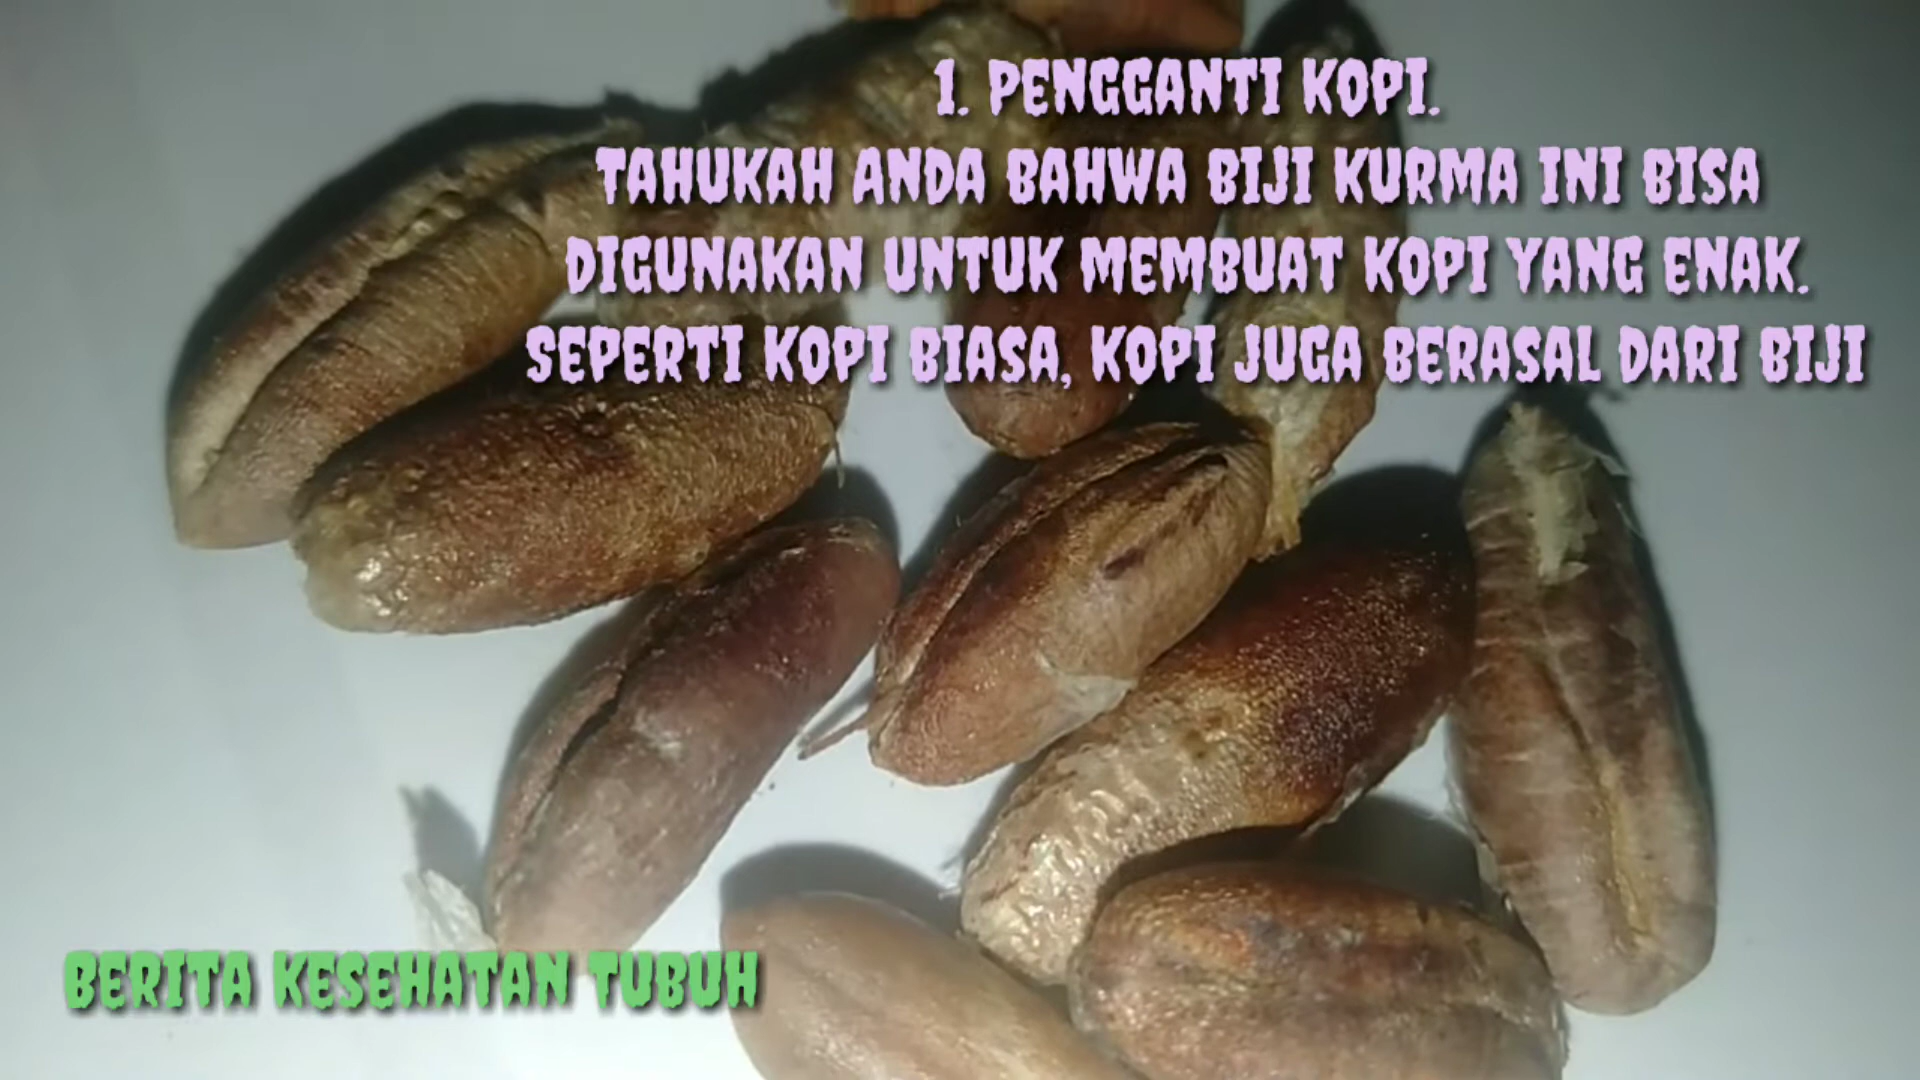 1. PENGGANTI KOPI.
TAHUKAH ANDA BAHWA BIJI KURMA INI BISA
DIGUNAKAN UNTUK MEMBUAT KOPI YANG ENAK.
SEPERTI KOPI BIASA, KOPI JUGA BERASAL DARI BIJI
BERITA KESEHATAN TUBUH